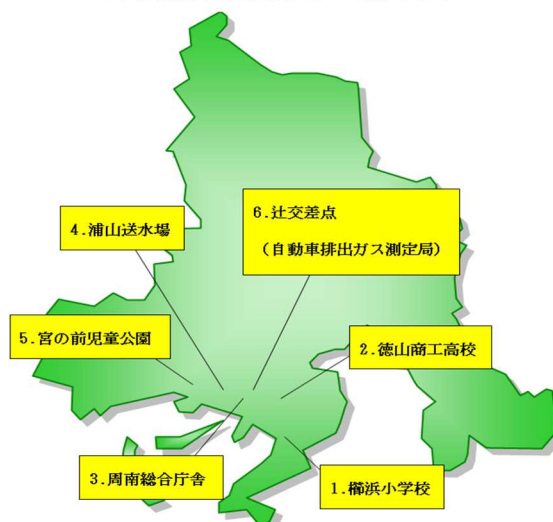 6.辻交差点
（自動車排出ガス測定局）
4.浦山送水場
5.宮の前児童公園
2.徳山商工高校
3.周南総合庁舎
1.櫛浜小学校